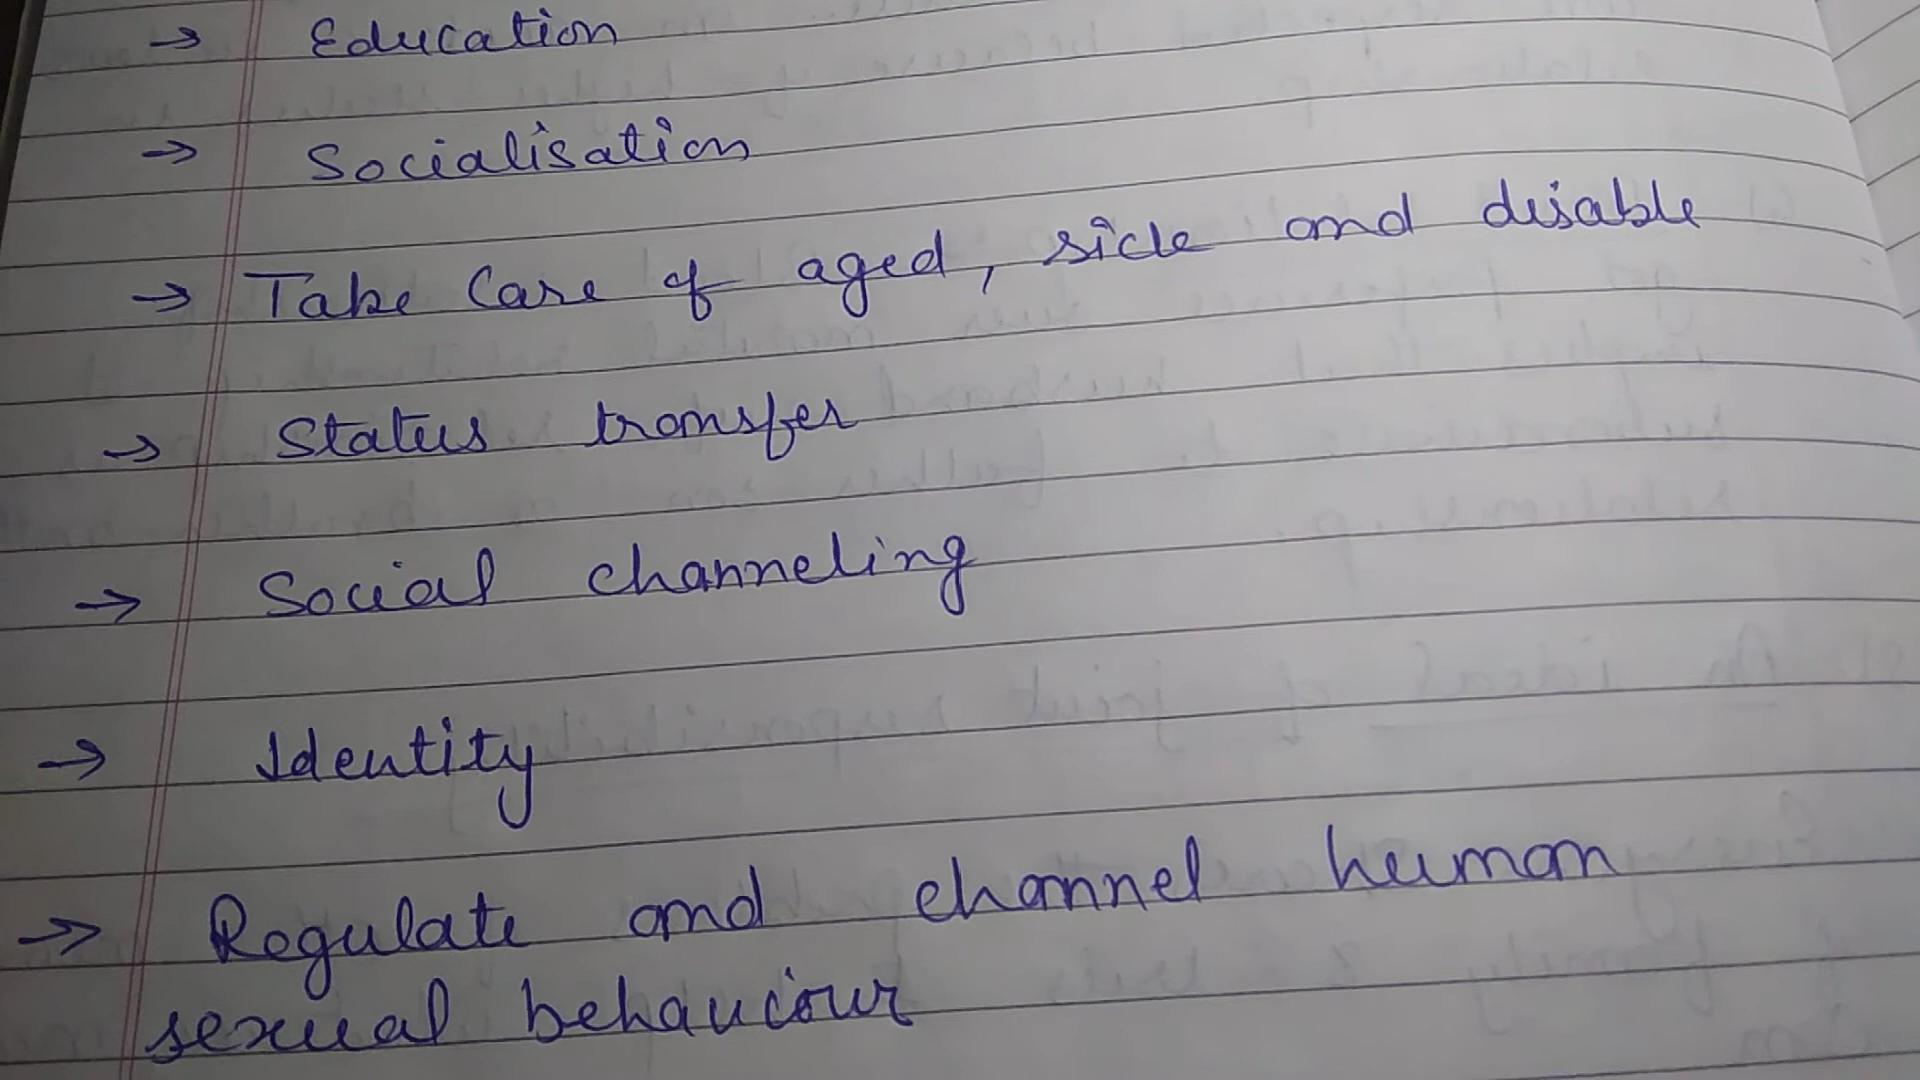 → Education
→ Socialisation
→ Take Care of aged, sick and disable
→ Status transfer
→ Social channeling
→ Identity
→ Regulate and channel human
sexual behaviour